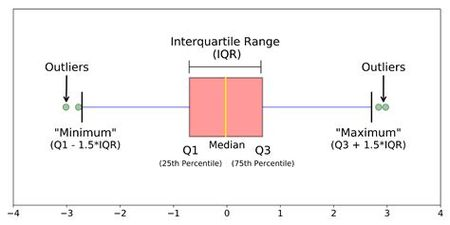 Interquartile Range
(IQR)
Outliers
Outliers
"Minimum"
(Q1 - 1.5*IQR)
Q1
(25th Percentile)
Median
Q3
(75th Percentile)
"Maximum"
(Q3 + 1.5*IQR)
−4 −3 −2 −1 0 1 2 3 4